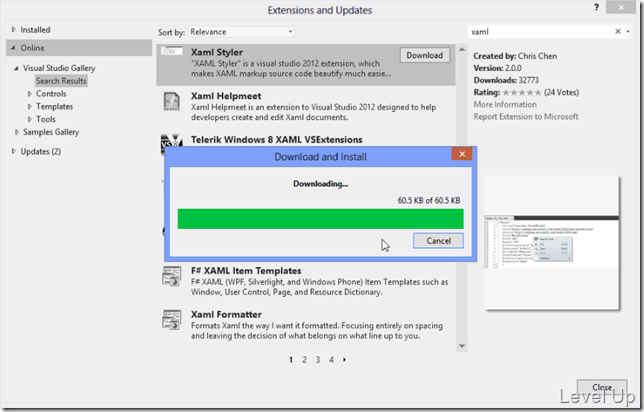 Extensions and Updates
? ×
Installed
Online
Visual Studio Gallery
Search Results
Controls
Templates
Tools
Samples Gallery
Updates (2)
Sort by: Relevance
xaml ×
Xaml Styler
"XAML Styler" is a visual studio 2012 extension, which
makes XAML markup source code beautify much easie...
Download
Xaml Helpmeet
Xaml Helpmeet is an extension to Visual Studio 2012 designed to help
developers create and edit Xaml documents.
Telerik Windows 8 XAML VSExtensions
Download and Install
Downloading...
60.5 KB of 60.5 KB
Cancel
F# XAML Item Templates
F# XAML (WPF, Silverlight, and Windows Phone) Item Templates such as
Window, User Control, Page, and Resource Dictionary.
Xaml Formatter
Formats Xaml the way I want it formatted. Focusing entirely on spacing
and leaving the decision of what belongs on what line up to you.
1 2 3 4
Created by: Chris Chen
Version: 2.0.0
Downloads: 32773
Rating: (24 Votes)
More Information
Report Extension to Microsoft
Close
Level Up